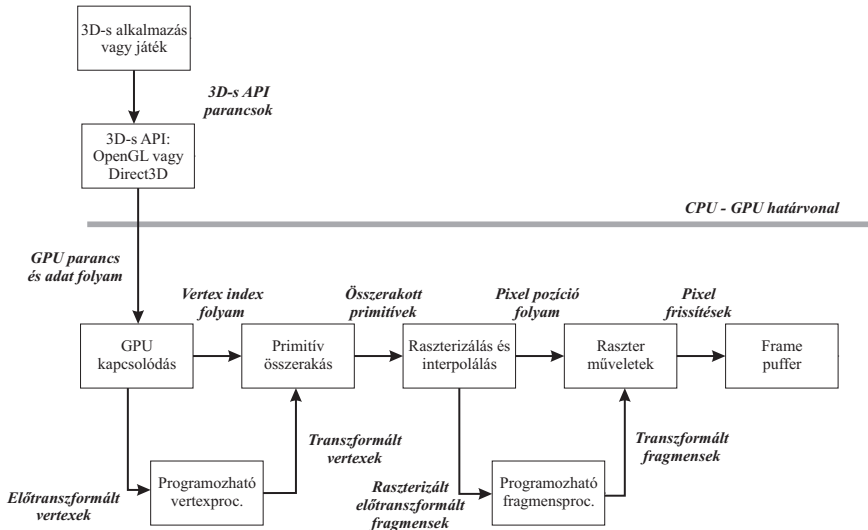 3D-s alkalmazás
vagy játék
3D-s API
parancsok
3D-s API:
OpenGL vagy
Direct3D
CPU - GPU határvonal
GPU parancs
és adat folyam
Vertex index
folyam
Összerakott
primitívek
Pixel pozíció
folyam
Pixel
frissítések
GPU
kapcsolódás
Primitív
összerakás
Raszterizálás és
interpolálás
Raszter
műveletek
Frame
puffer
Előtranszformált
vertexek
Programozható
vertexproc.
Transzformált
vertexek
Raszterizált
előtranszformált
fragmensek
Programozható
fragmensproc.
Transzformált
fragmensek